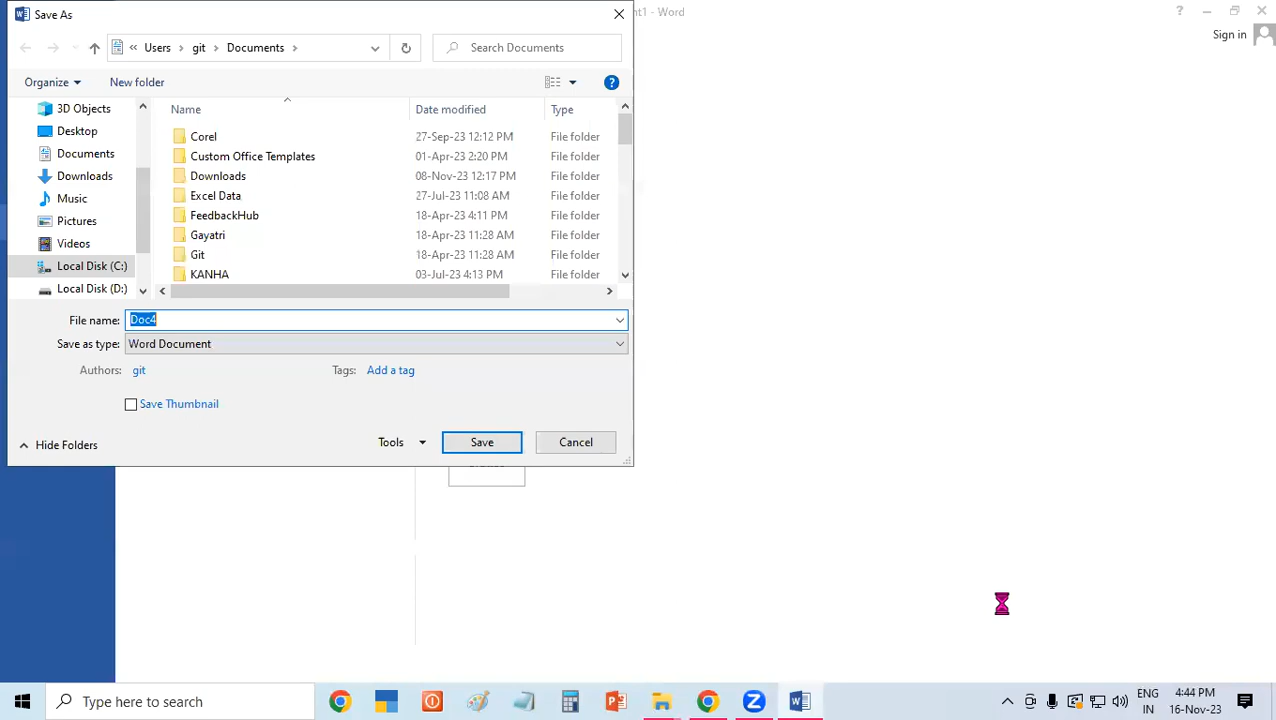 Save As
nt1 - Word
?
Sign in
Users
git
Documents
Search Documents
Organize
New folder
?
3D Objects
Desktop
Documents
Downloads
Music
Pictures
Videos
Local Disk (C:)
Local Disk (D:)
Name Date modified Type
Corel 27-Sep-23 12:12 PM File folder
Custom Office Templates 01-Apr-23 2:20 PM File folder
Downloads 08-Nov-23 12:17 PM File folder
Excel Data 27-Jul-23 11:08 AM File folder
FeedbackHub 18-Apr-23 4:11 PM File folder
Gayatri 18-Apr-23 11:28 AM File folder
Git 18-Apr-23 11:28 AM File folder
KANHA 03-Jul-23 4:13 PM File folder
File name: Doc4
Save as type: Word Document
Authors: git Tags: Add a tag
Save Thumbnail
Hide Folders
Tools
Save
Cancel
Type here to search
ENG
IN
4:44 PM
16-Nov-23